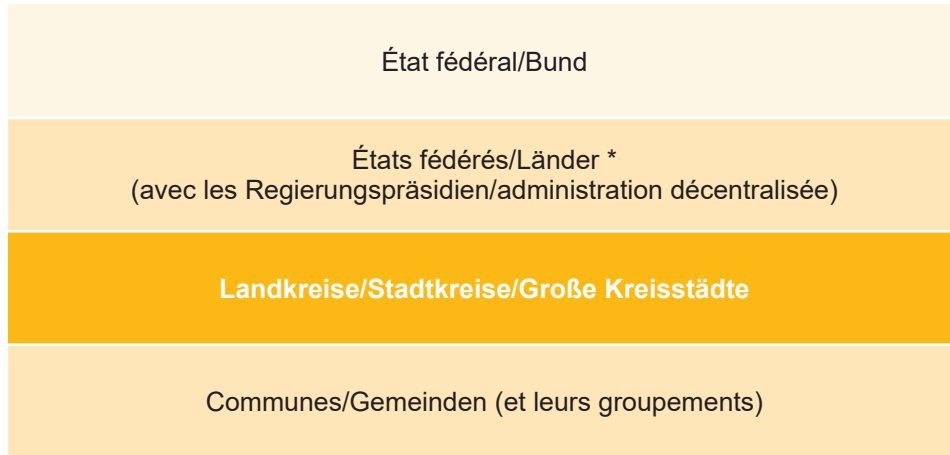 État fédéral/Bund
États fédérés/Länder *
(avec les Regierungspräsidien/administration décentralisée)
Landkreise/Stadtkreise/Große Kreisstädte
Communes/Gemeinden (et leurs groupements)